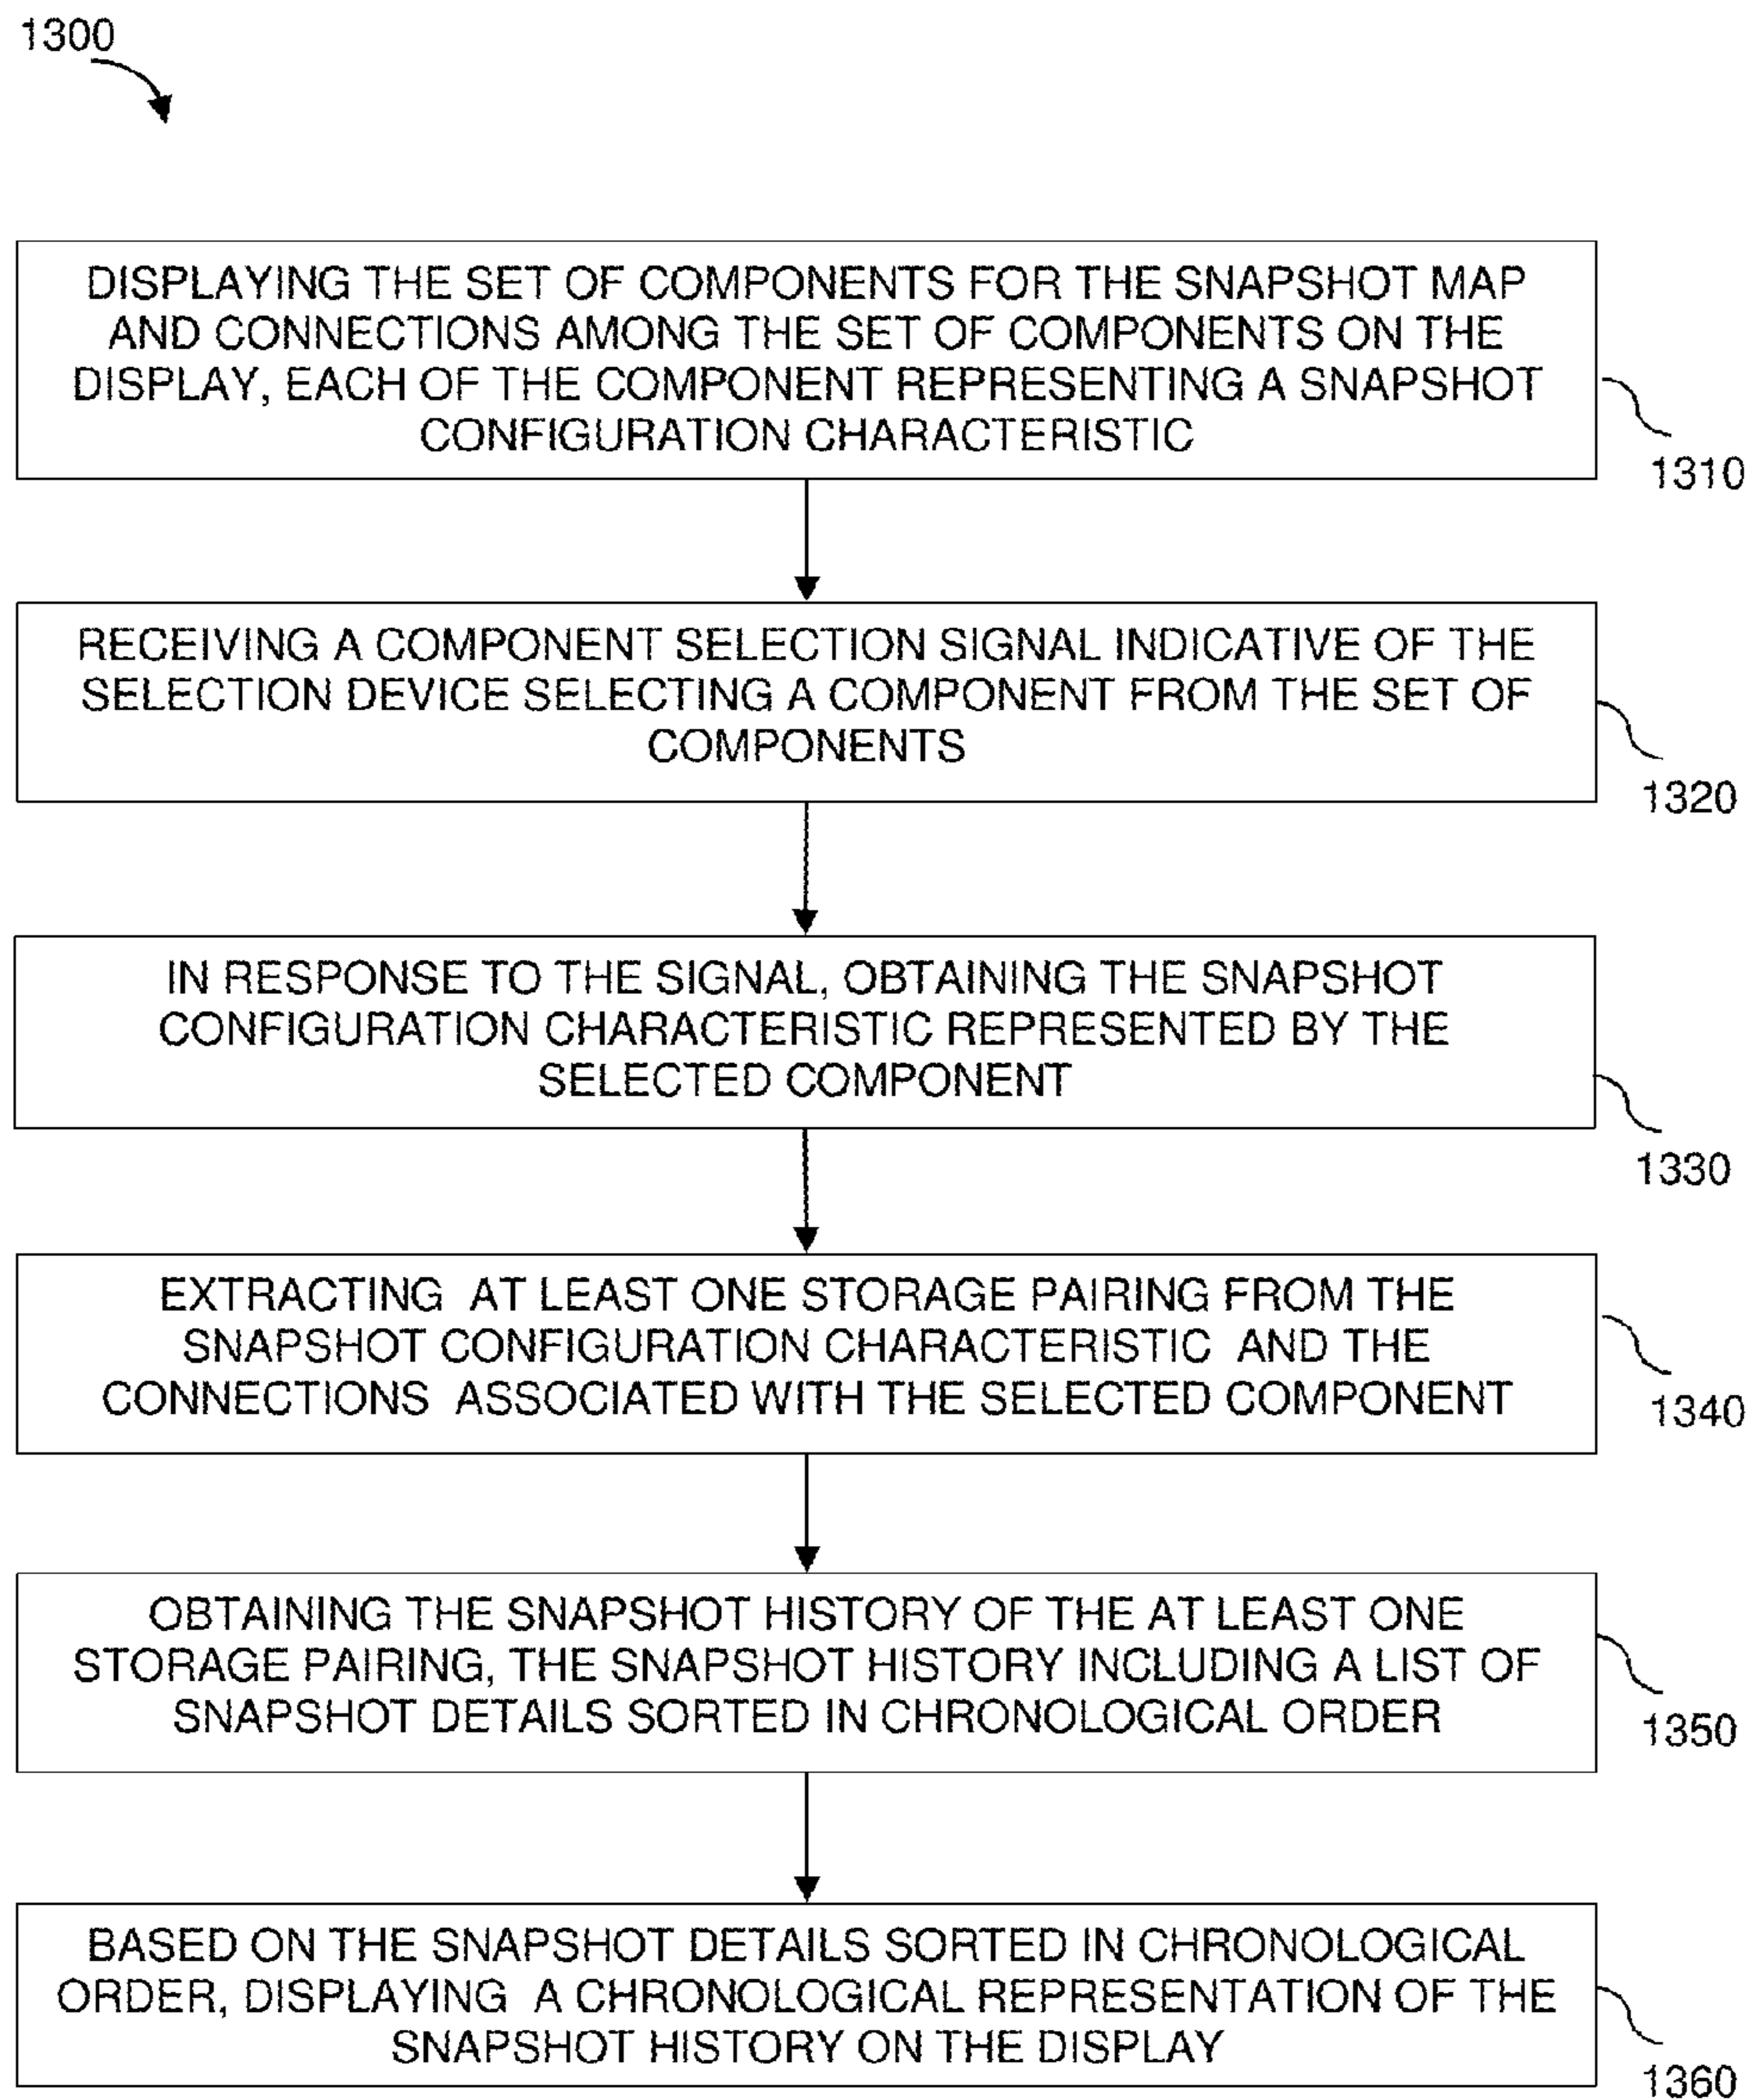 1300
DISPLAYING THE SET OF COMPONENTS FOR THE SNAPSHOT MAP
AND CONNECTIONS AMONG THE SET OF COMPONENTS ON THE
DISPLAY, EACH OF THE COMPONENT REPRESENTING A SNAPSHOT
CONFIGURATION CHARACTERISTIC
1310
RECEIVING A COMPONENT SELECTION SIGNAL INDICATIVE OF THE
SELECTION DEVICE SELECTING A COMPONENT FROM THE SET OF
COMPONENTS
1320
IN RESPONSE TO THE SIGNAL, OBTAINING THE SNAPSHOT
CONFIGURATION CHARACTERISTIC REPRESENTED BY THE
SELECTED COMPONENT
1330
EXTRACTING AT LEAST ONE STORAGE PAIRING FROM THE
SNAPSHOT CONFIGURATION CHARACTERISTIC AND THE
CONNECTIONS ASSOCIATED WITH THE SELECTED COMPONENT
1340
OBTAINING THE SNAPSHOT HISTORY OF THE AT LEAST ONE
STORAGE PAIRING, THE SNAPSHOT HISTORY INCLUDING A LIST OF
SNAPSHOT DETAILS SORTED IN CHRONOLOGICAL ORDER
1350
BASED ON THE SNAPSHOT DETAILS SORTED IN CHRONOLOGICAL
ORDER, DISPLAYING A CHRONOLOGICAL REPRESENTATION OF THE
SNAPSHOT HISTORY ON THE DISPLAY
1360